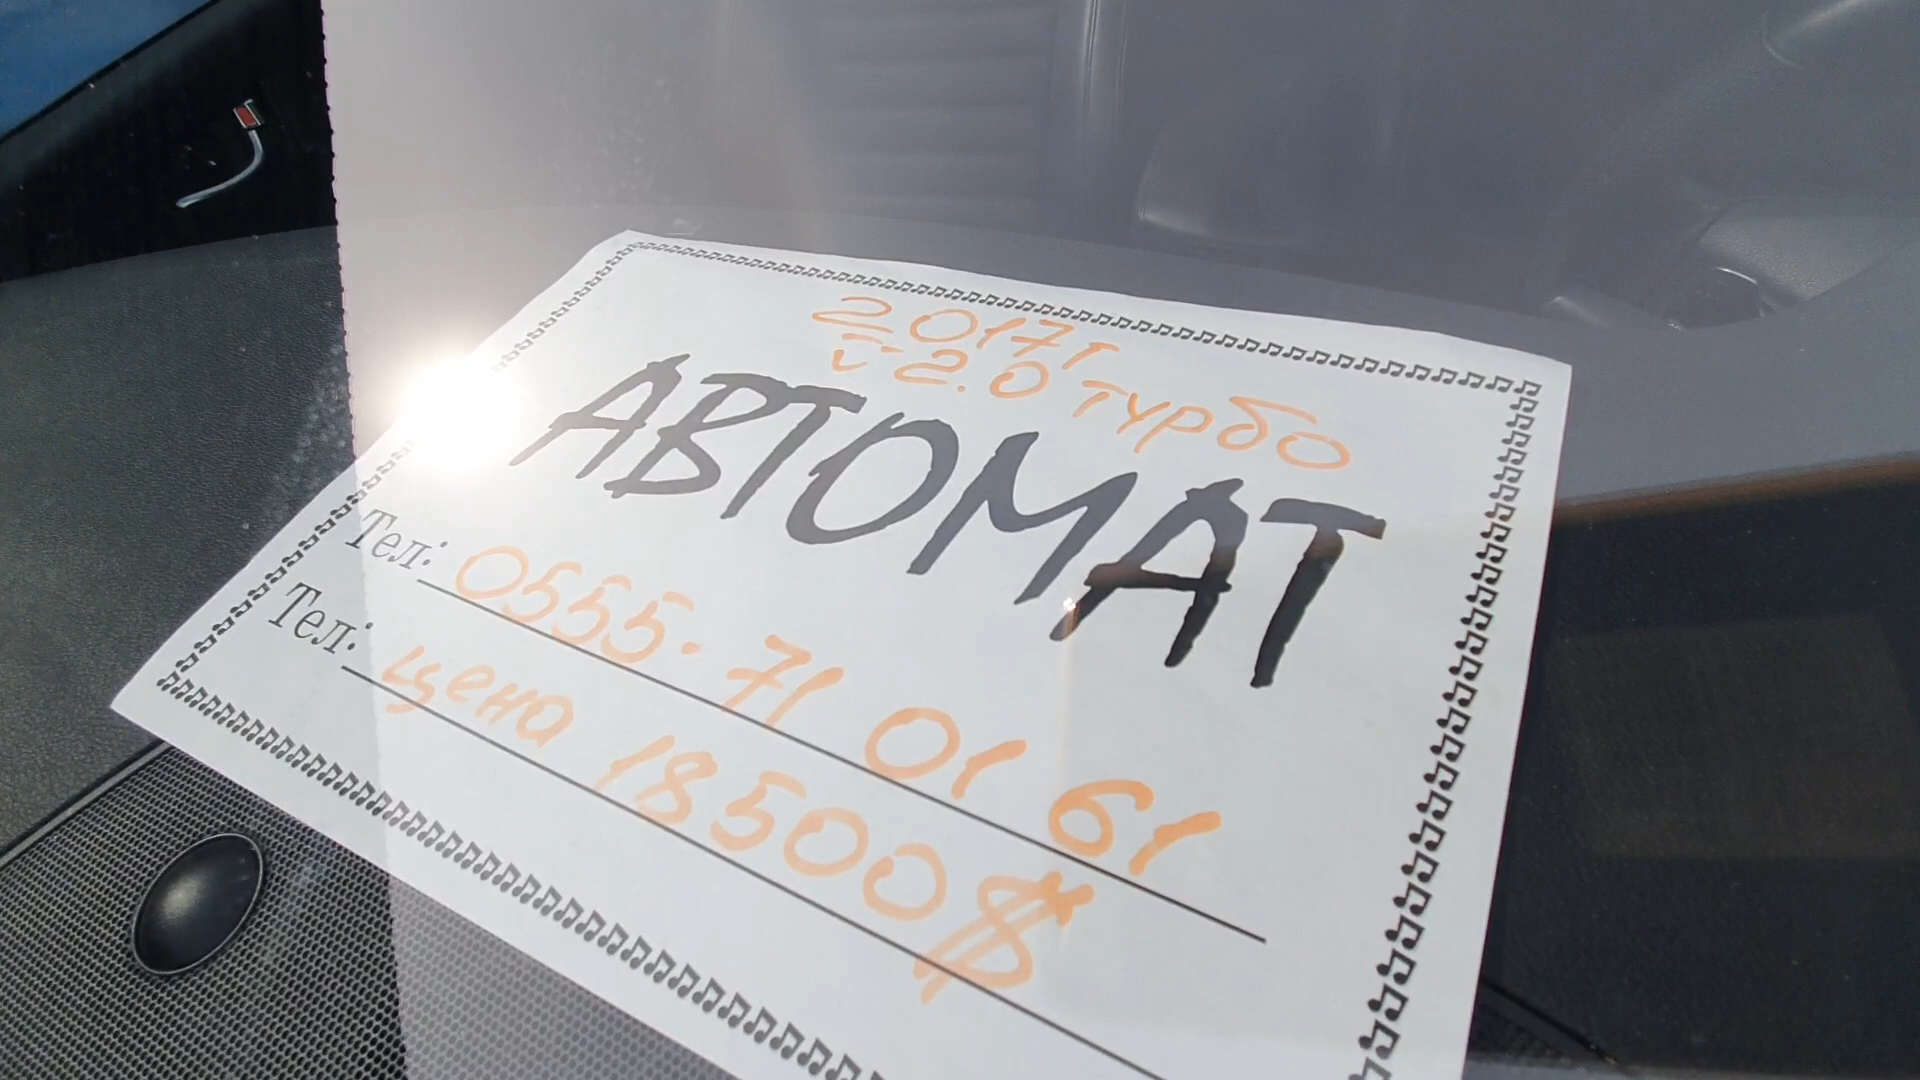 2017г
v-2.0 турбо
АВТОМАТ
Тел: 0555. 71 01 61
Тел: цена 18500$